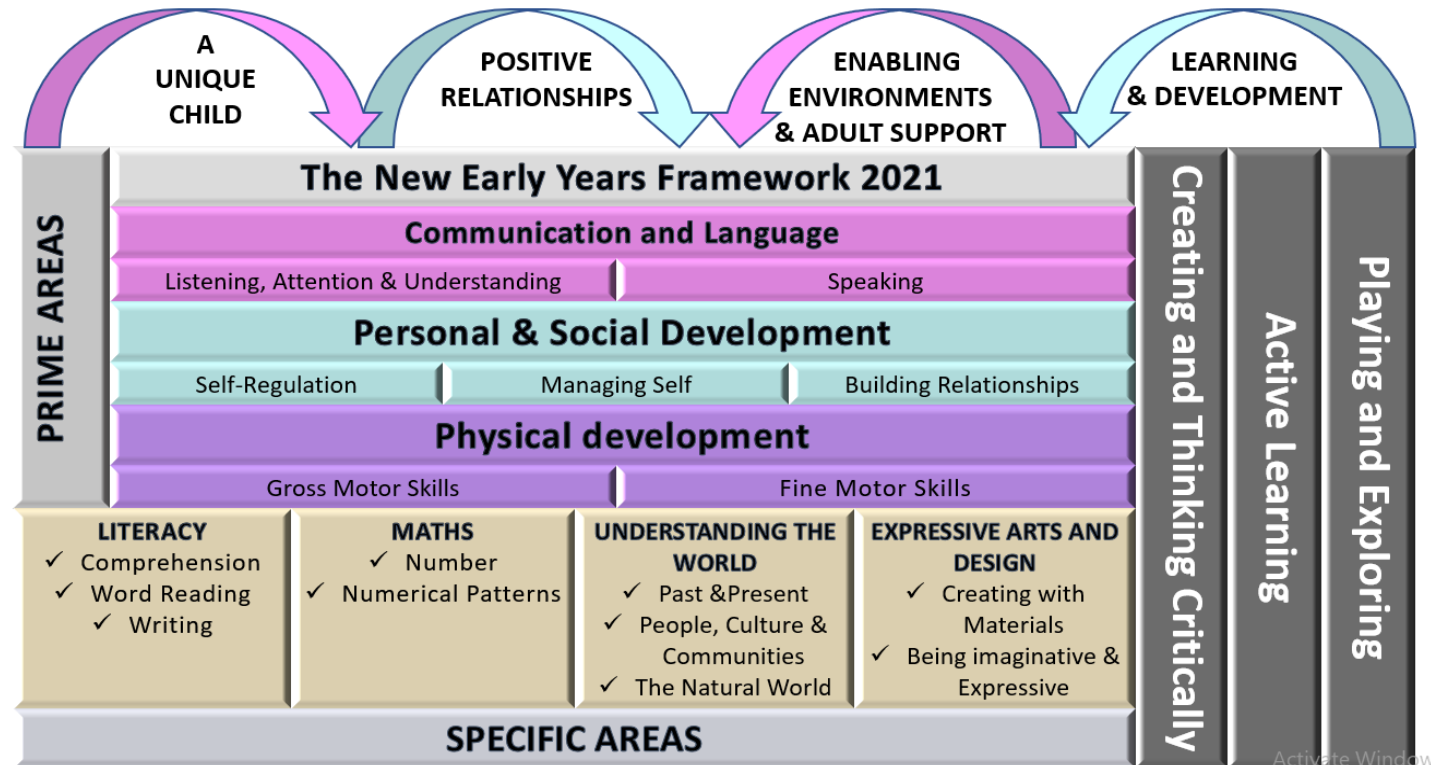 A
UNIQUE
CHILD
POSITIVE
RELATIONSHIPS
ENABLING
ENVIRONMENTS
& ADULT SUPPORT
LEARNING
& DEVELOPMENT
PRIME AREAS
The New Early Years Framework 2021
Communication and Language
Listening, Attention & Understanding
Speaking
Personal & Social Development
Self-Regulation
Managing Self
Building Relationships
Physical development
Gross Motor Skills
Fine Motor Skills
LITERACY
✓ Comprehension
✓ Word Reading
✓ Writing
MATHS
✓ Number
✓ Numerical Patterns
UNDERSTANDING THE
WORLD
✓ Past &Present
✓ People, Culture &
Communities
✓ The Natural World
EXPRESSIVE ARTS AND
DESIGN
✓ Creating with
Materials
✓ Being imaginative &
Expressive
SPECIFIC AREAS
Creating and Thinking Critically
Active Learning
Playing and Exploring
Activate Window